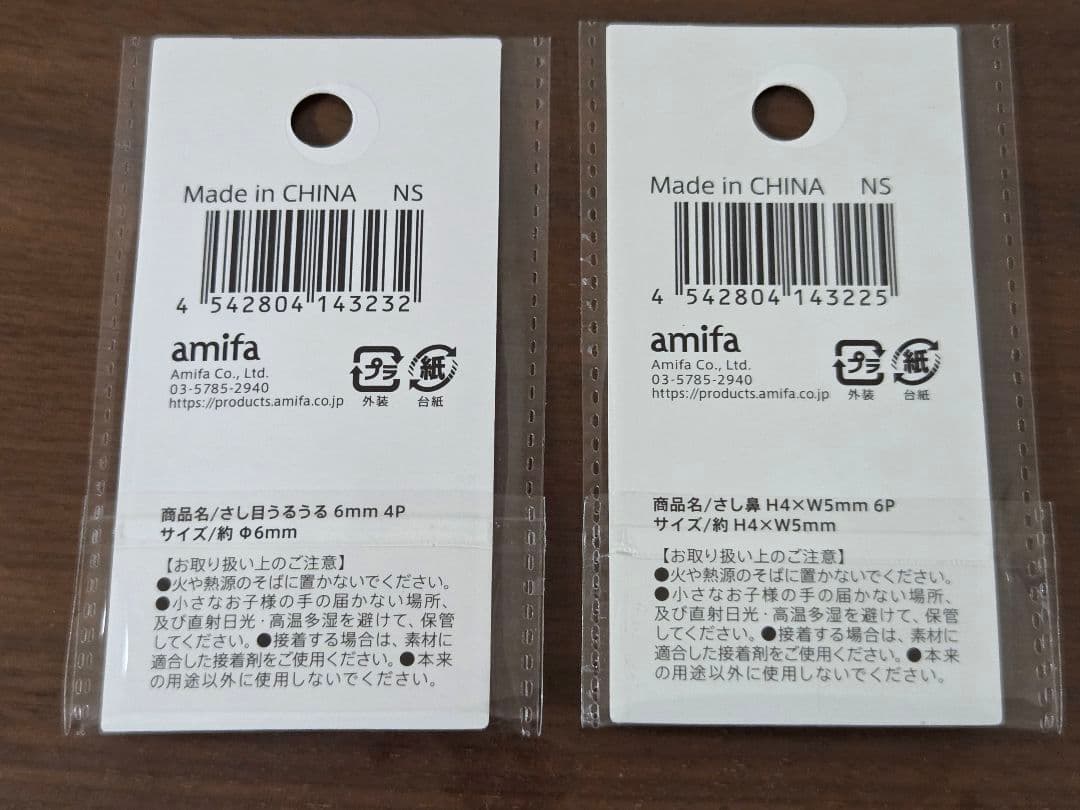 Made in CHINA NS
4 542804 143232
amifa
Amifa Co., Ltd.
03-5785-2940
https://products.amifa.co.jp
プラ
外装
紙
台紙
商品名/さし目うるうる 6mm 4P
サイズ/約 Φ6mm
【お取り扱い上のご注意】
●火や熱源のそばに置かないでください。
●小さなお子様の手の届かない場所、
及び直射日光・高温多湿を避けて、保管
してください。●接着する場合は、素材に
適合した接着剤をご使用ください。●本来
の用途以外に使用しないでください。
Made in CHINA NS
4 542804 143225
amifa
Amifa Co., Ltd.
03-5785-2940
https://products.amifa.co.jp
プラ
外装
紙
台紙
商品名/さし鼻 H4×W5mm 6P
サイズ/約 H4×W5mm
【お取り扱い上のご注意】
●火や熱源のそばに置かないでください。
●小さなお子様の手の届かない場所、
及び直射日光・高温多湿を避けて、保管
してください。●接着する場合は、素材に
適合した接着剤をご使用ください。●本来
の用途以外に使用しないでください。